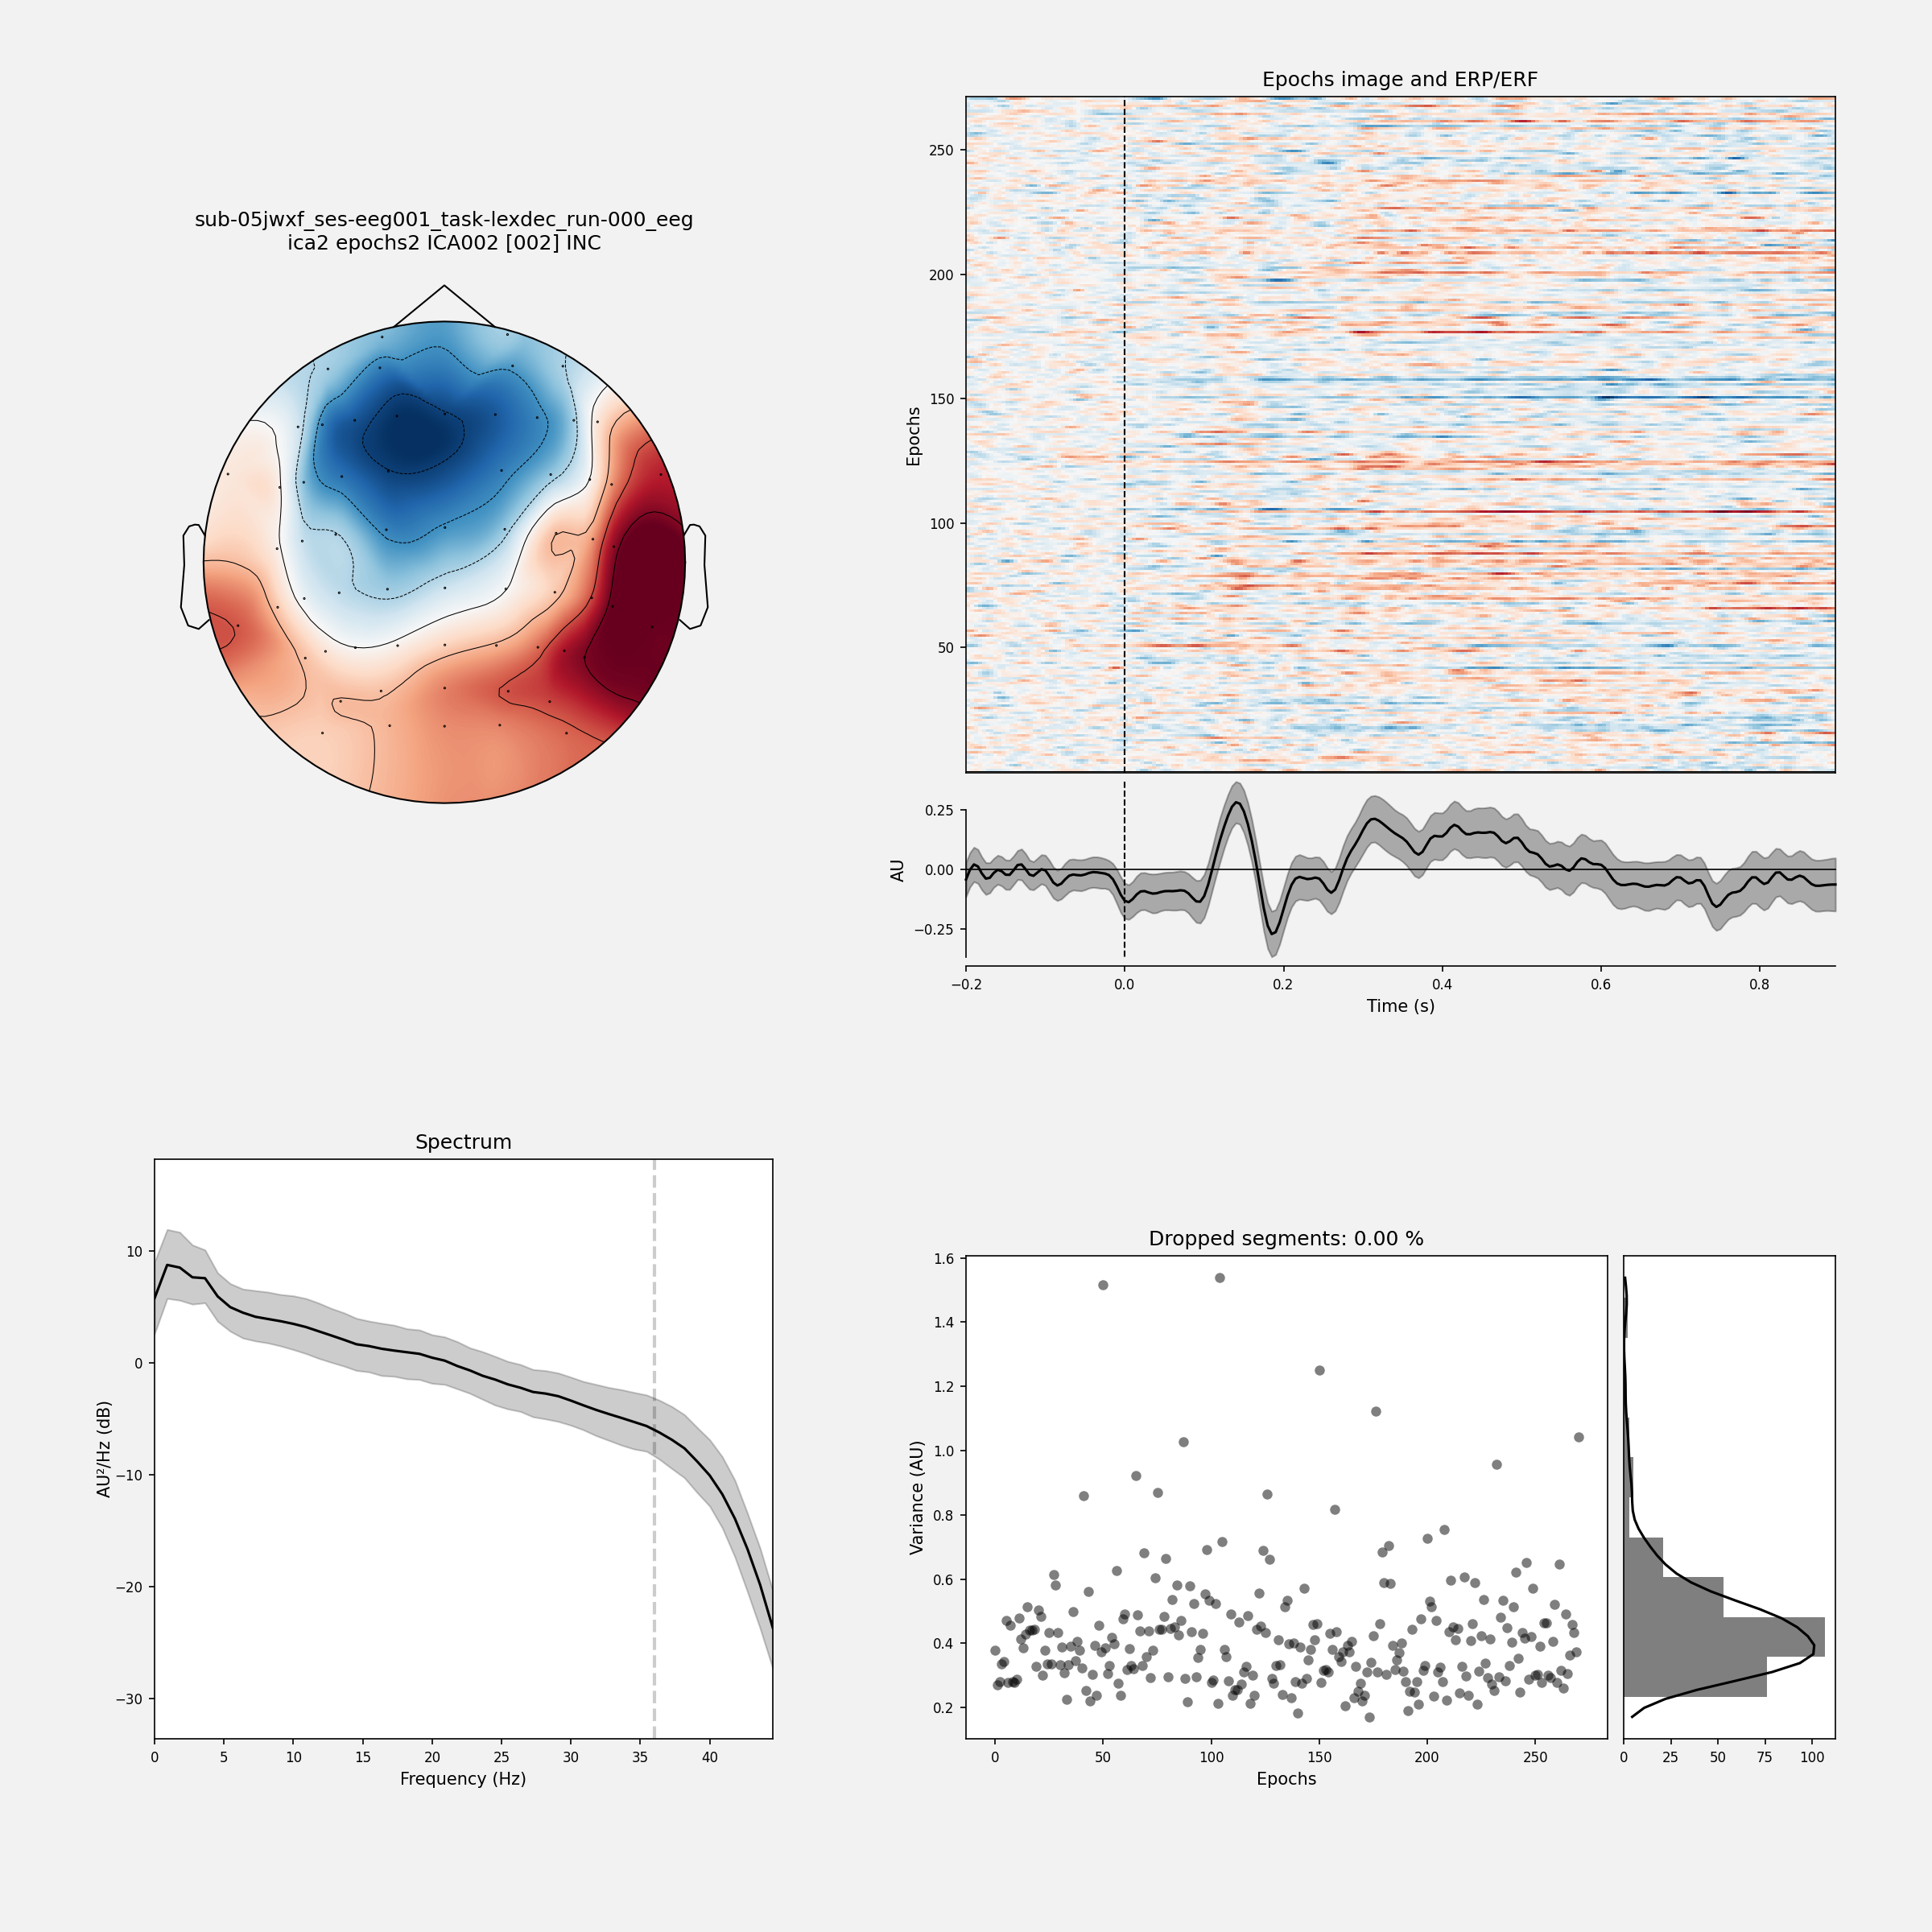 sub-05jwxf_ses-eeg001_task-lexdec_run-000_eeg
ica2 epochs2 ICA002 [002] INC
Epochs image and ERP/ERF
Epochs
250
200
150
100
50
AU
0.25
0.00
−0.25
−0.2 0.0 0.2 0.4 0.6 0.8
Time (s)
Spectrum
AU²/Hz (dB)
10
0
−10
−20
−30
0 5 10 15 20 25 30 35 40
Frequency (Hz)
Dropped segments: 0.00 %
Variance (AU)
1.6
1.4
1.2
1.0
0.8
0.6
0.4
0.2
0 50 100 150 200 250
Epochs
0 25 50 75 100